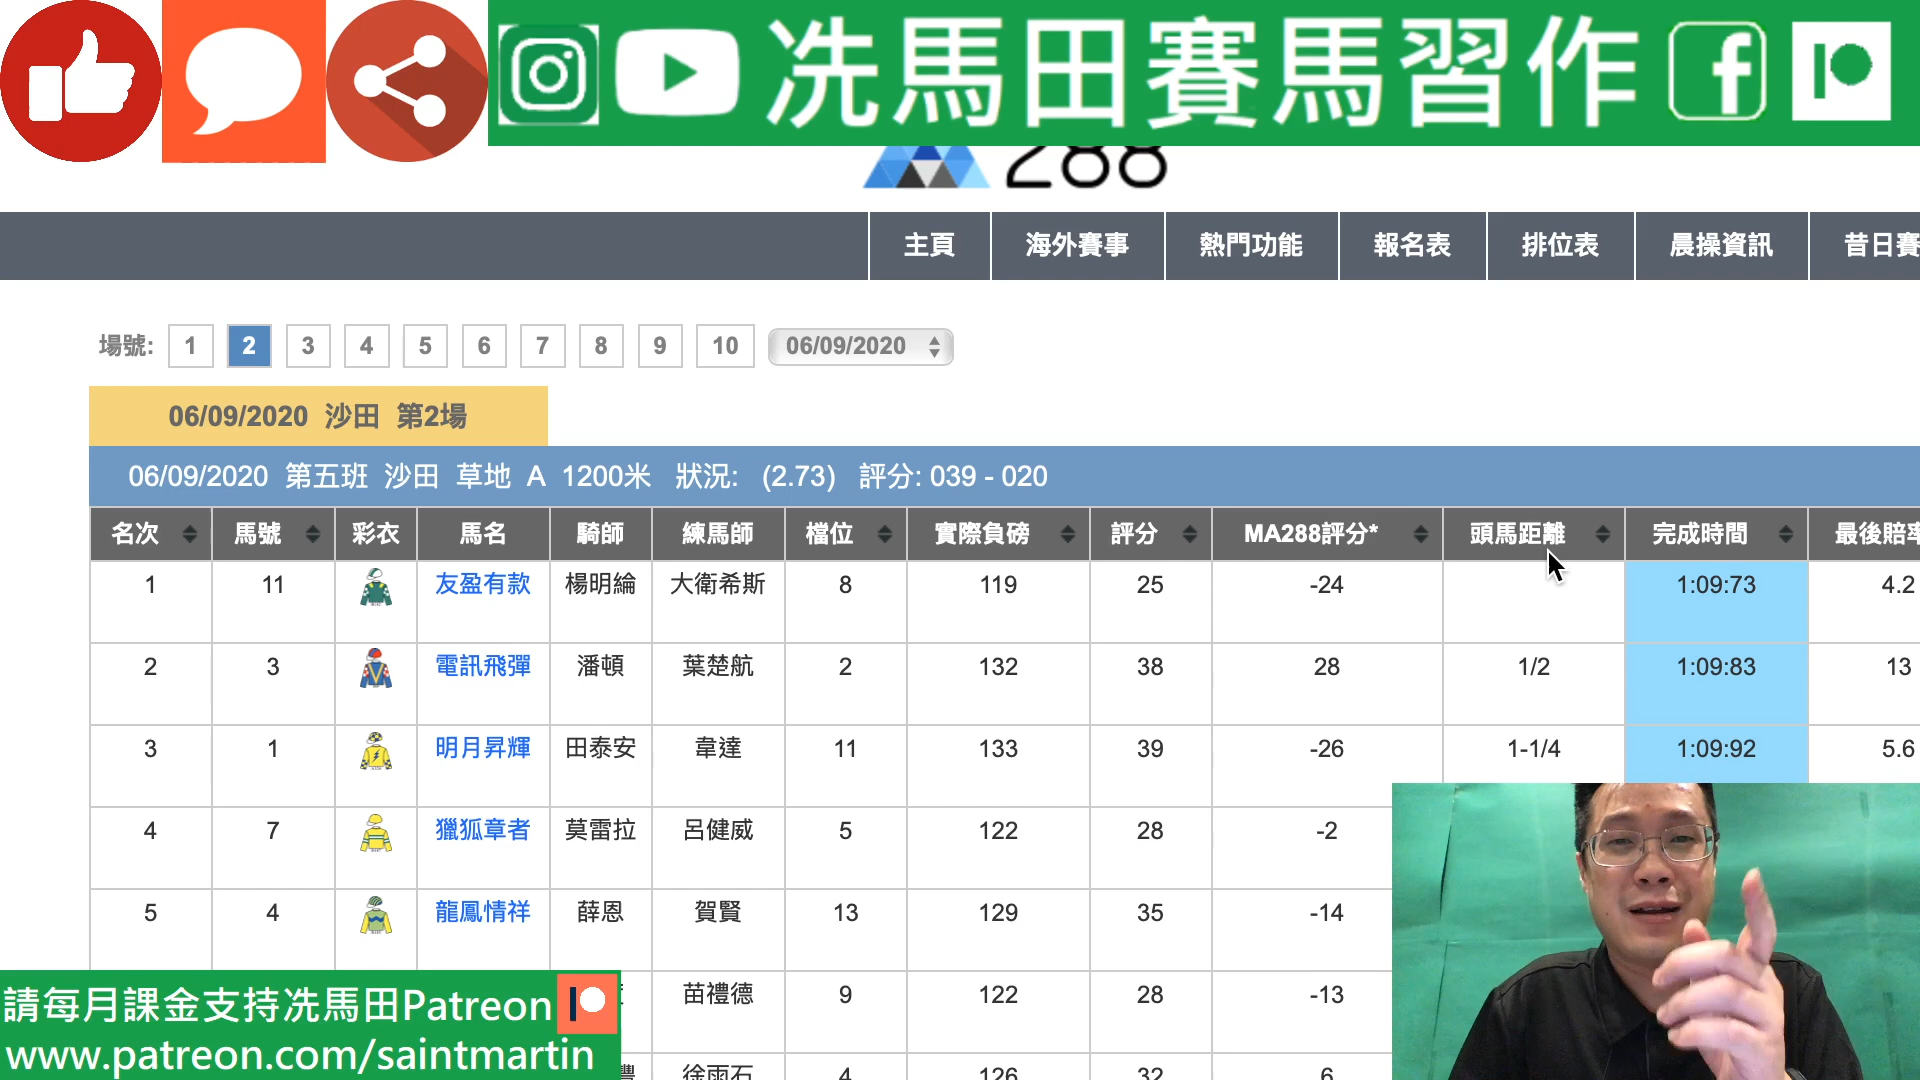 冼馬田賽馬習作
288
主頁 海外賽事 熱門功能 報名表 排位表 晨操資訊 昔日賽
場號: 1 2 3 4 5 6 7 8 9 10 06/09/2020
06/09/2020 沙田 第2場
06/09/2020 第五班 沙田 草地 A 1200米 狀況: (2.73) 評分: 039 - 020
名次 馬號 彩衣 馬名 騎師 練馬師 檔位 實際負磅 評分 MA288評分* 頭馬距離 完成時間 最後賠率
1 11 友盈有款 楊明綸 大衛希斯 8 119 25 -24 1:09:73 4.2
2 3 電訊飛彈 潘頓 葉楚航 2 132 38 28 1/2 1:09:83 13
3 1 明月昇輝 田泰安 韋達 11 133 39 -26 1-1/4 1:09:92 5.6
4 7 獵狐章者 莫雷拉 呂健威 5 122 28 -2
5 4 龍鳳情祥 薛恩 賀賢 13 129 35 -14
苗禮德 9 122 28 -13
徐雨石 4 126 32 6
請每月課金支持冼馬田Patreon
www.patreon.com/saintmartin